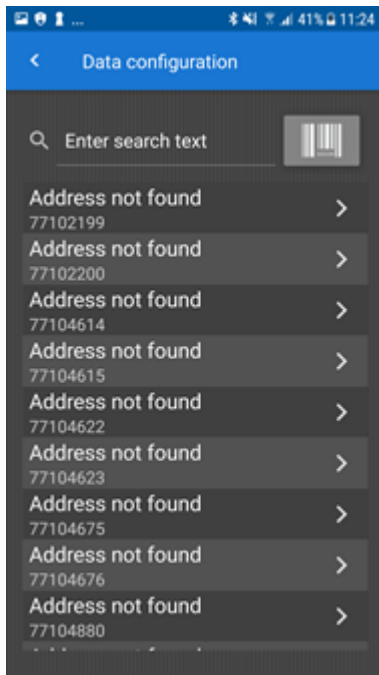 ... 41% 11:24
Data configuration
Enter search text
Address not found
77102199
Address not found
77102200
Address not found
77104614
Address not found
77104615
Address not found
77104622
Address not found
77104623
Address not found
77104675
Address not found
77104676
Address not found
77104880